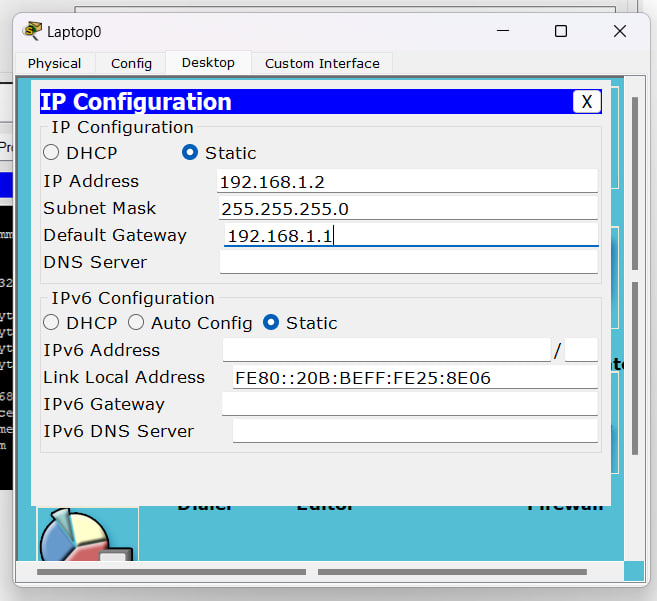 Laptop0
Physical Config Desktop Custom Interface
IP Configuration X
IP Configuration
DHCP Static
IP Address 192.168.1.2
Subnet Mask 255.255.255.0
Default Gateway 192.168.1.1
DNS Server
IPv6 Configuration
DHCP Auto Config Static
IPv6 Address /
Link Local Address FE80::20B:BEFF:FE25:8E06
IPv6 Gateway
IPv6 DNS Server
Dialer Editor Firewall